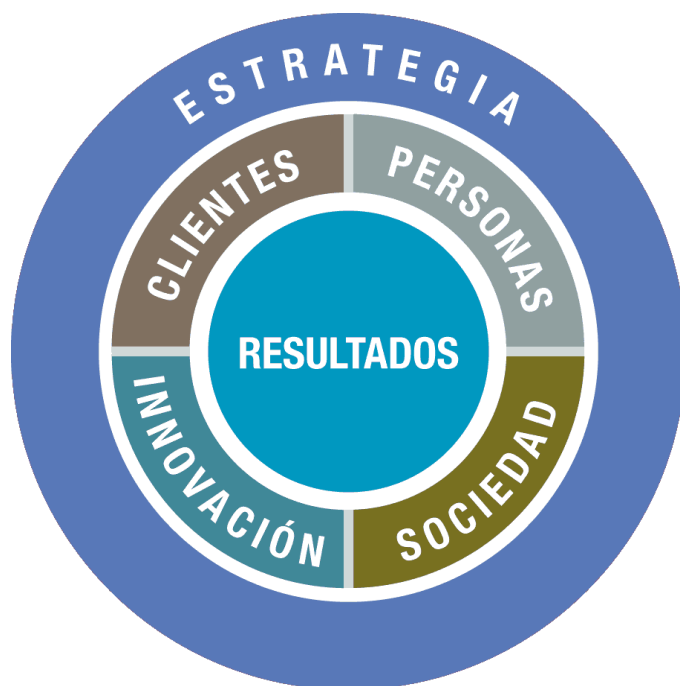 ESTRATEGIA
CLIENTES
PERSONAS
RESULTADOS
INNOVACIÓN
SOCIEDAD